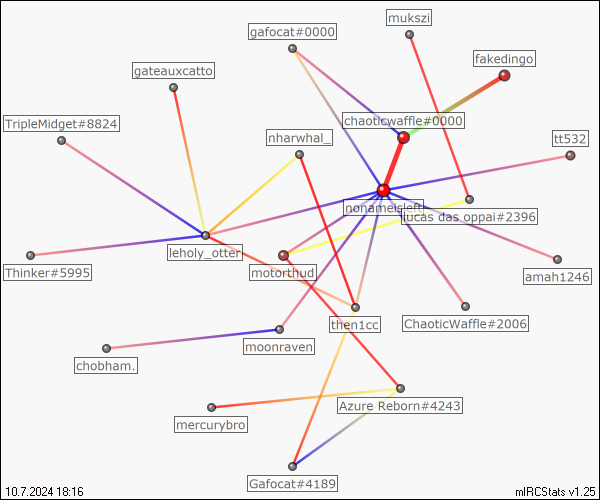 mukszi
gafocat#0000
fakedingo
gateauxcatto
chaoticwaffle#0000
TripleMidget#8824
nharwhal_
tt532
nonameisleft
lucas das oppai#2396
leholy_otter
Thinker#5995
motorthud
amah1246
then1cc
ChaoticWaffle#2006
moonraven
chobham.
Azure Reborn#4243
mercurybro
Gafocat#4189
10.7.2024 18:16
mIRCStats v1.25